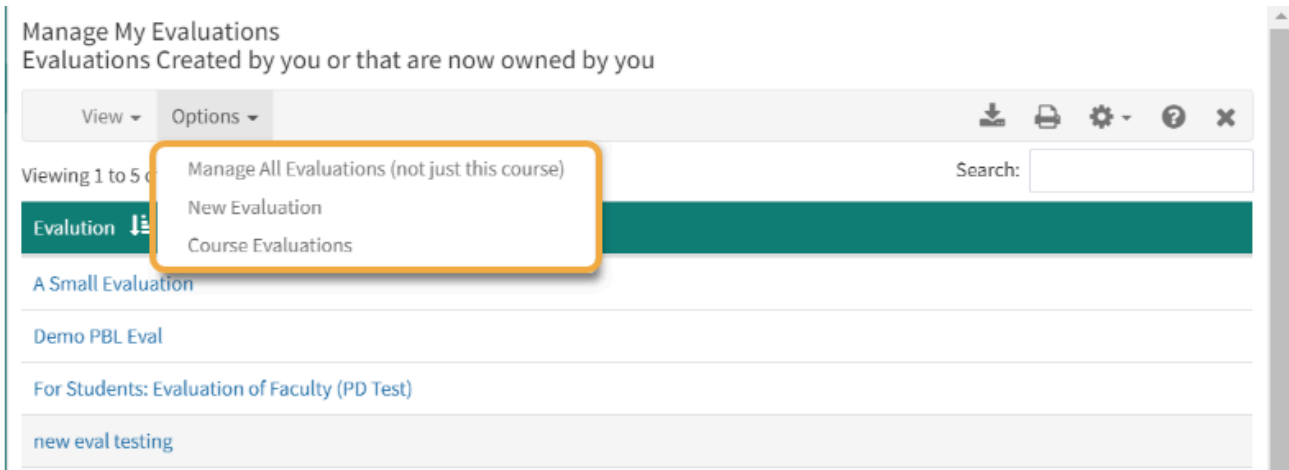 Manage My Evaluations
Evaluations Created by you or that are now owned by you
View Options
Viewing 1 to 5
Manage All Evaluations (not just this course)
Search:
New Evaluation
Evalution
Course Evaluations
A Small Evaluation
Demo PBL Eval
For Students: Evaluation of Faculty (PD Test)
new eval testing